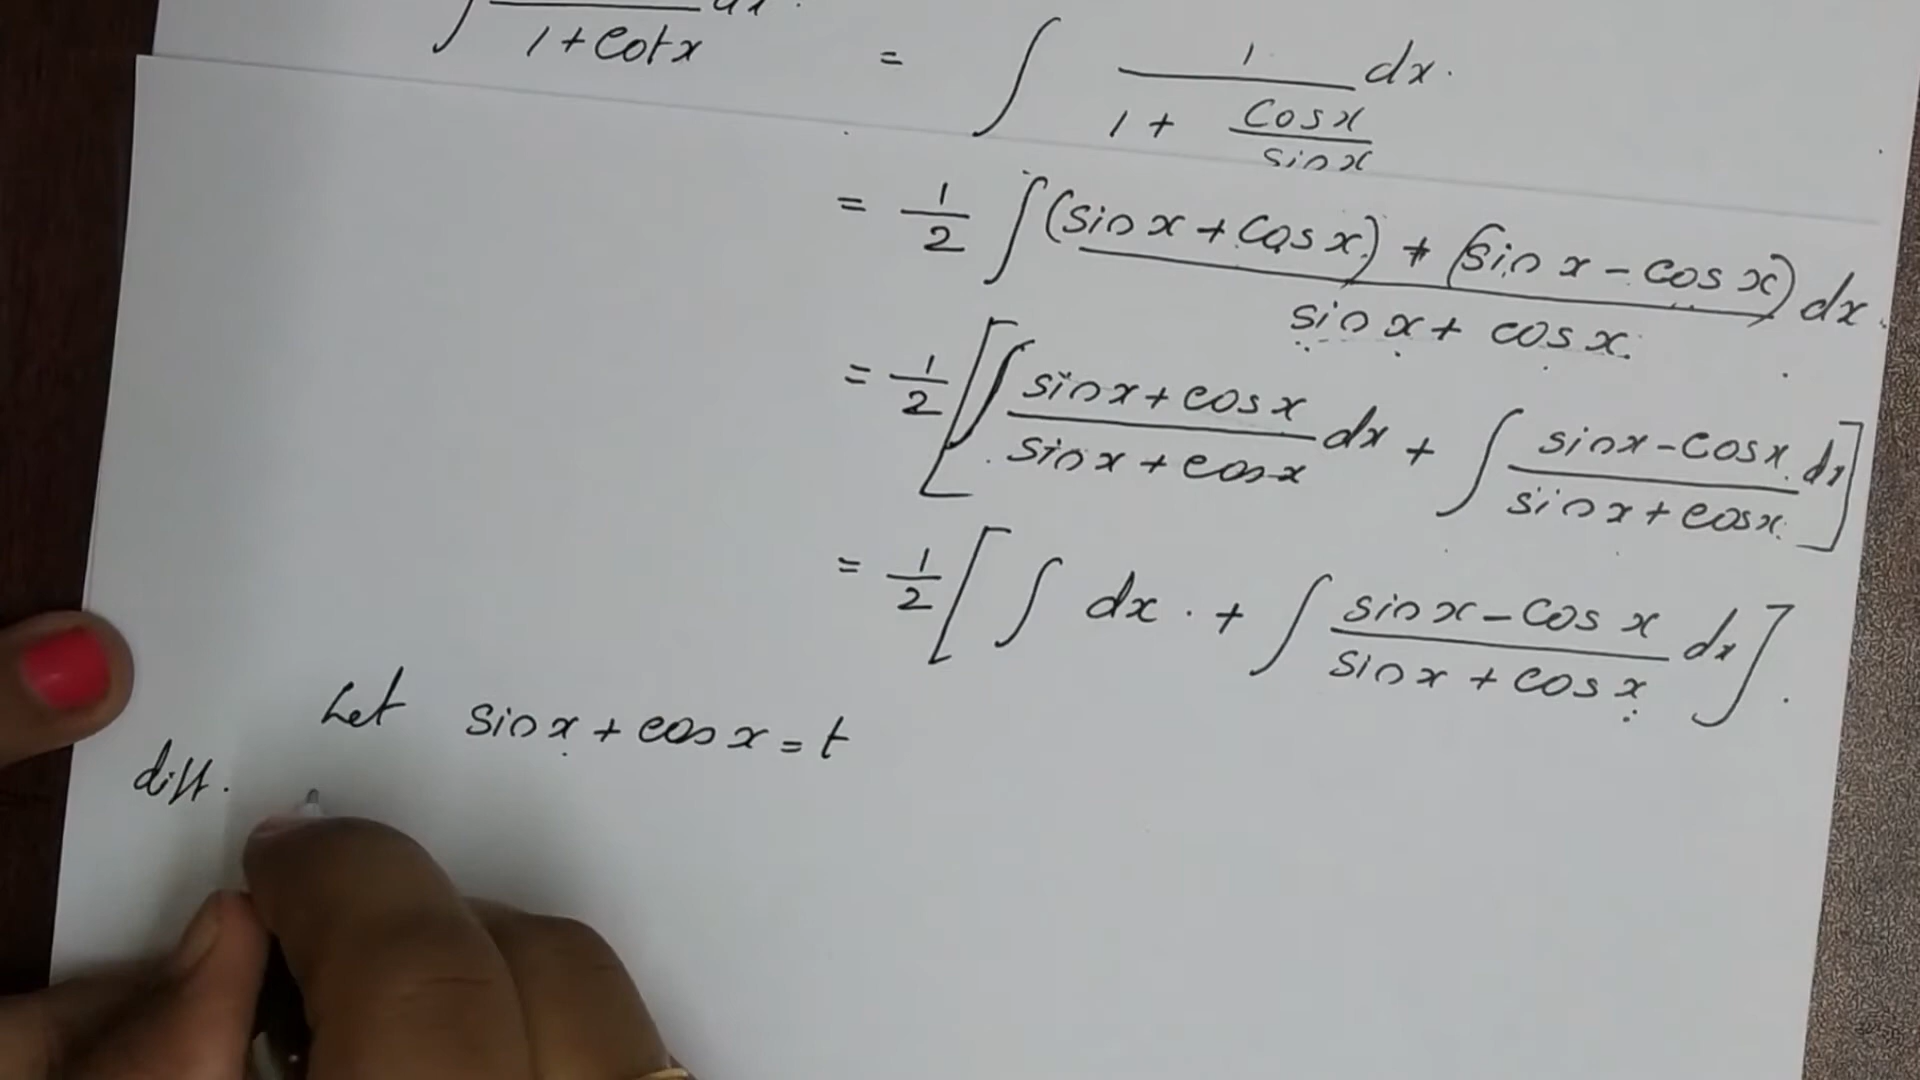 ∫ ―― dx. / 1 + cot x = ∫ 1 / (1 + cos x / sin x) dx.
= 1/2 ∫ ((sin x + cos x) + (sin x - cos x)) / (sin x + cos x) dx.
= 1/2 [∫ (sin x + cos x) / (sin x + cos x) dx + ∫ (sin x - cos x) / (sin x + cos x) dx]
= 1/2 [∫ dx + ∫ (sin x - cos x) / (sin x + cos x) dx].
Let sin x + cos x = t
diff.